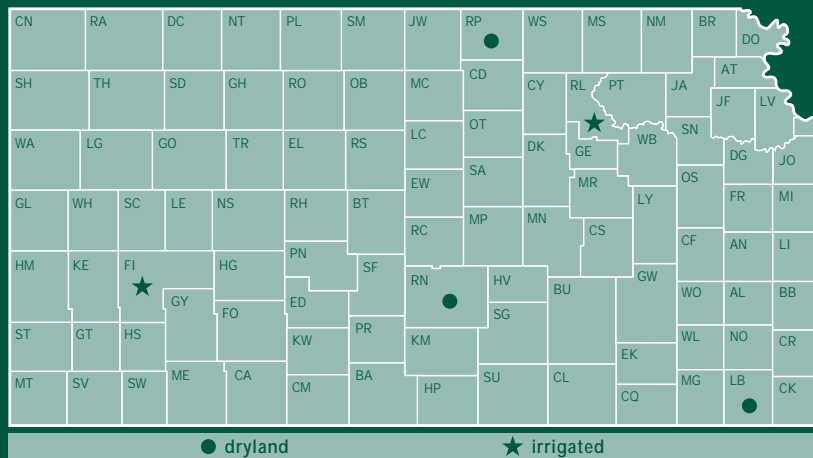 CN RA DC NT PL SM JW RP WS MS NM BR DO
AT
SH TH SD GH RO OB MC CD CY RL PT JA JF LV
WA LG GO TR EL RS LC OT DK GE WB SN
DG JO
GL WH SC LE NS RH BT EW SA MR LY OS FR MI
RC MP MN CS
HM KE FI HG PN SF RN HV BU GW CF AN LI
GY FO ED SG WO AL BB
ST GT HS KW PR KM EK WL NO CR
MT SV SW ME CA CM BA HP SU CL CQ MG LB CK
dryland irrigated